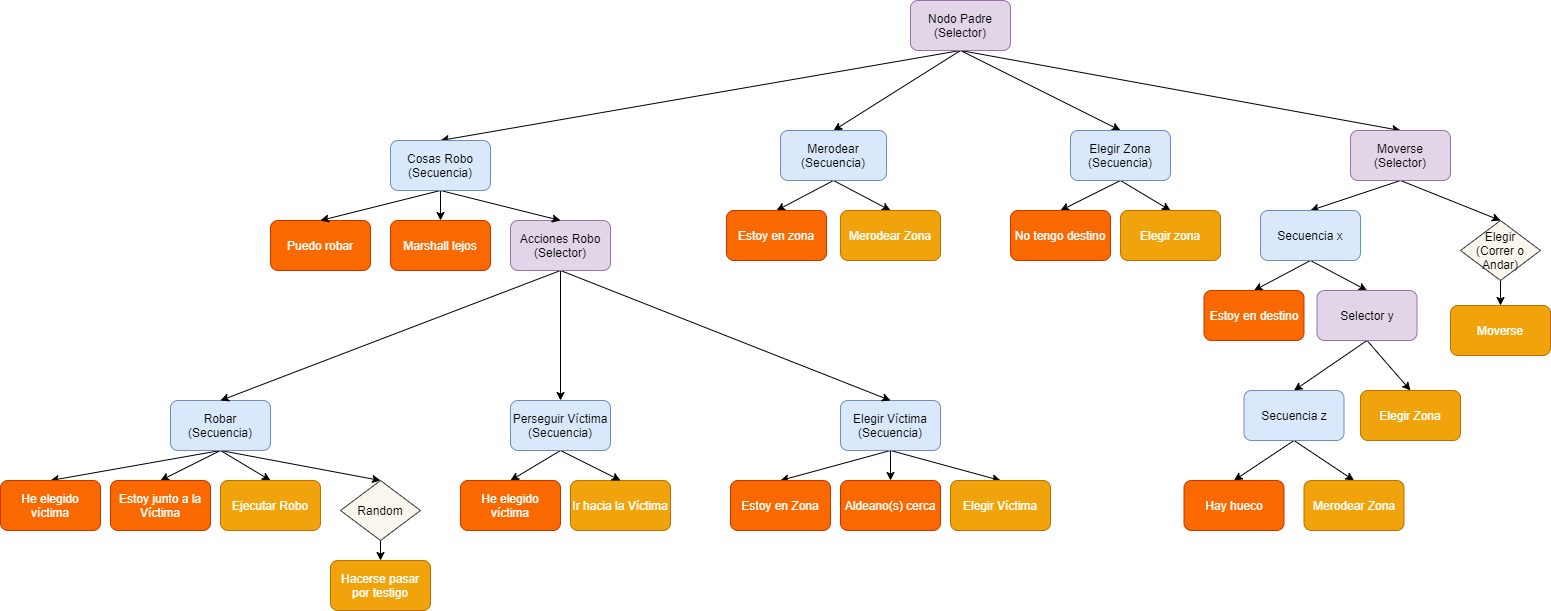 Nodo Padre
(Selector)
Cosas Robo
(Secuencia)
Merodear
(Secuencia)
Elegir Zona
(Secuencia)
Moverse
(Selector)
Puedo robar
Marshall lejos
Acciones Robo
(Selector)
Estoy en zona
Merodear Zona
No tengo destino
Elegir zona
Secuencia x
Elegir
(Correr o
Andar)
Estoy en destino
Selector y
Moverse
Robar
(Secuencia)
Perseguir Víctima
(Secuencia)
Elegir Víctima
(Secuencia)
Secuencia z
Elegir Zona
He elegido
víctima
Estoy junto a la
Víctima
Ejecutar Robo
Random
He elegido
víctima
Ir hacia la Víctima
Estoy en Zona
Aldeano(s) cerca
Elegir Víctima
Hay hueco
Merodear Zona
Hacerse pasar
por testigo